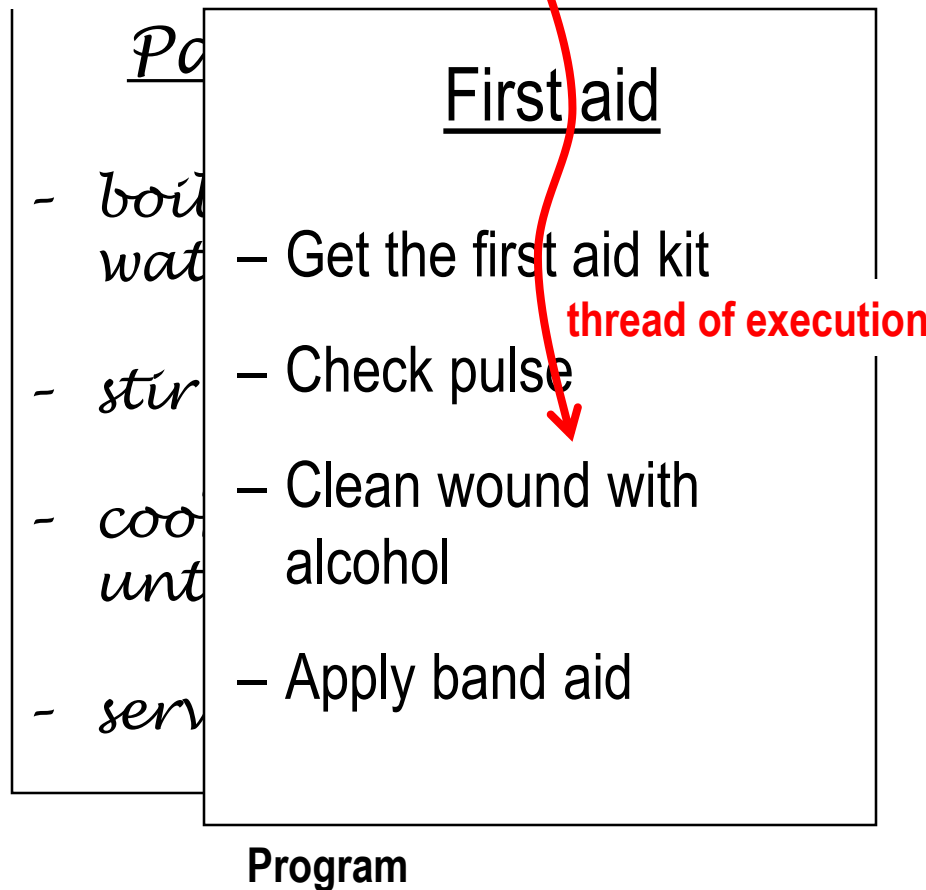 First aid
– Get the first aid kit
thread of execution
– Check pulse
– Clean wound with
alcohol
– Apply band aid
- stir
Program